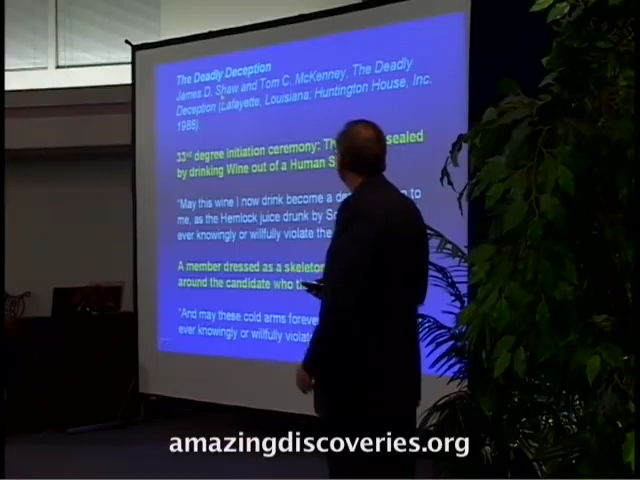 The Deadly Deception
James D. Shaw and Tom C. McKenney, The Deadly
Deception (Lafayette, Louisiana: Huntington House, Inc.
1988).
33rd degree initiation ceremony: sealed
by drinking Wine out of a Human
"May this wine I now drink become a to
me, as the Hemlock juice drunk by
ever knowingly or willfully violate the
A member dressed as a skeleton
around the candidate who
"And may these cold arms forever
ever knowingly or willfully
amazingdiscoveries.org